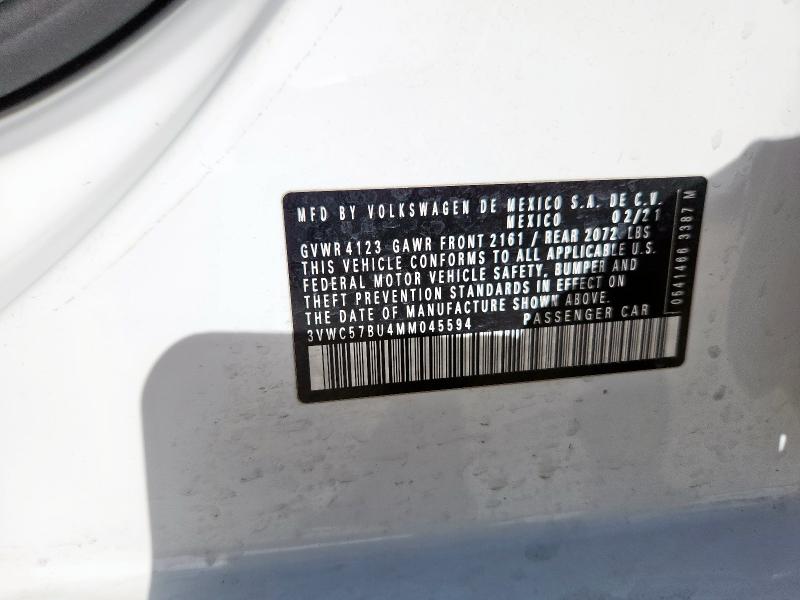 MFD BY VOLKSWAGEN DE MEXICO S.A. DE C.V.
MEXICO 02/21
GVWR 4123 GAWR FRONT 2161 / REAR 2072 LBS
THIS VEHICLE CONFORMS TO ALL APPLICABLE U.S.
FEDERAL MOTOR VEHICLE SAFETY, BUMPER AND
THEFT PREVENTION STANDARDS IN EFFECT ON
THE DATE OF MANUFACTURE SHOWN ABOVE.
3VWC57BU4MM045594 PASSENGER CAR
0541466 3387 M